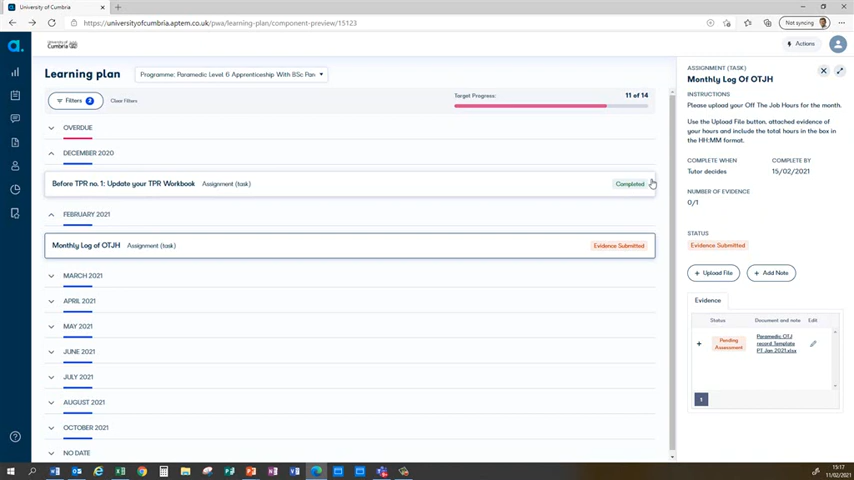 University of Cumbria
https://universityofcumbria.aptem.co.uk/pwa/learning-plan/component-preview/15123
Not syncing
a.
University of
Cumbria
Actions
Learning plan
Programme: Paramedic Level 6 Apprenticeship With BSc Par
Filters 2
Clear Filters
Target Progress:
11 of 14
OVERDUE
DECEMBER 2020
Before TPR no. 1: Update your TPR Workbook
Assignment (task)
Completed
FEBRUARY 2021
Monthly Log of OTJH
Assignment (task)
Evidence Submitted
MARCH 2021
APRIL 2021
MAY 2021
JUNE 2021
JULY 2021
AUGUST 2021
OCTOBER 2021
NO DATE
ASSIGNMENT (TASK)
Monthly Log Of OTJH
INSTRUCTIONS
Please upload your Off The Job Hours for the month.
Use the Upload File button, attached evidence of
your hours and include the total hours in the box in
the HH:MM format.
COMPLETE WHEN
COMPLETE BY
Tutor decides
15/02/2021
NUMBER OF EVIDENCE
0/1
STATUS
Evidence Submitted
+ Upload File
+ Add Note
Evidence
Status
Document and note
Edit
+
Pending
Assessment
Paramedic OTJ
record Template
PT Jan 2021.xlsx
1
15:17
11/02/2021